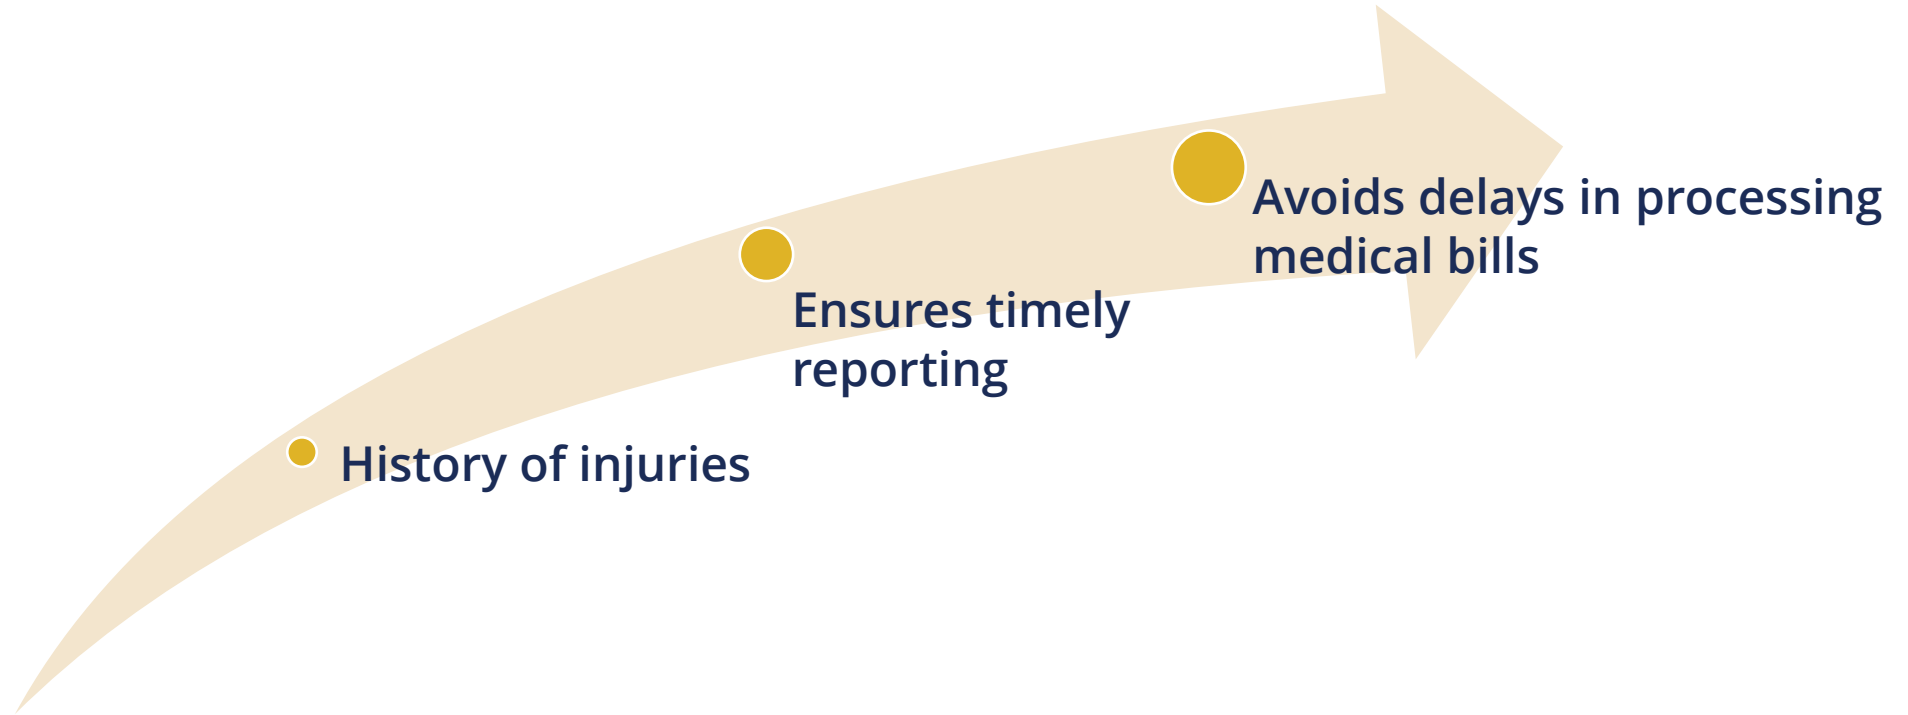 History of injuries
Ensures timely
reporting
Avoids delays in processing
medical bills